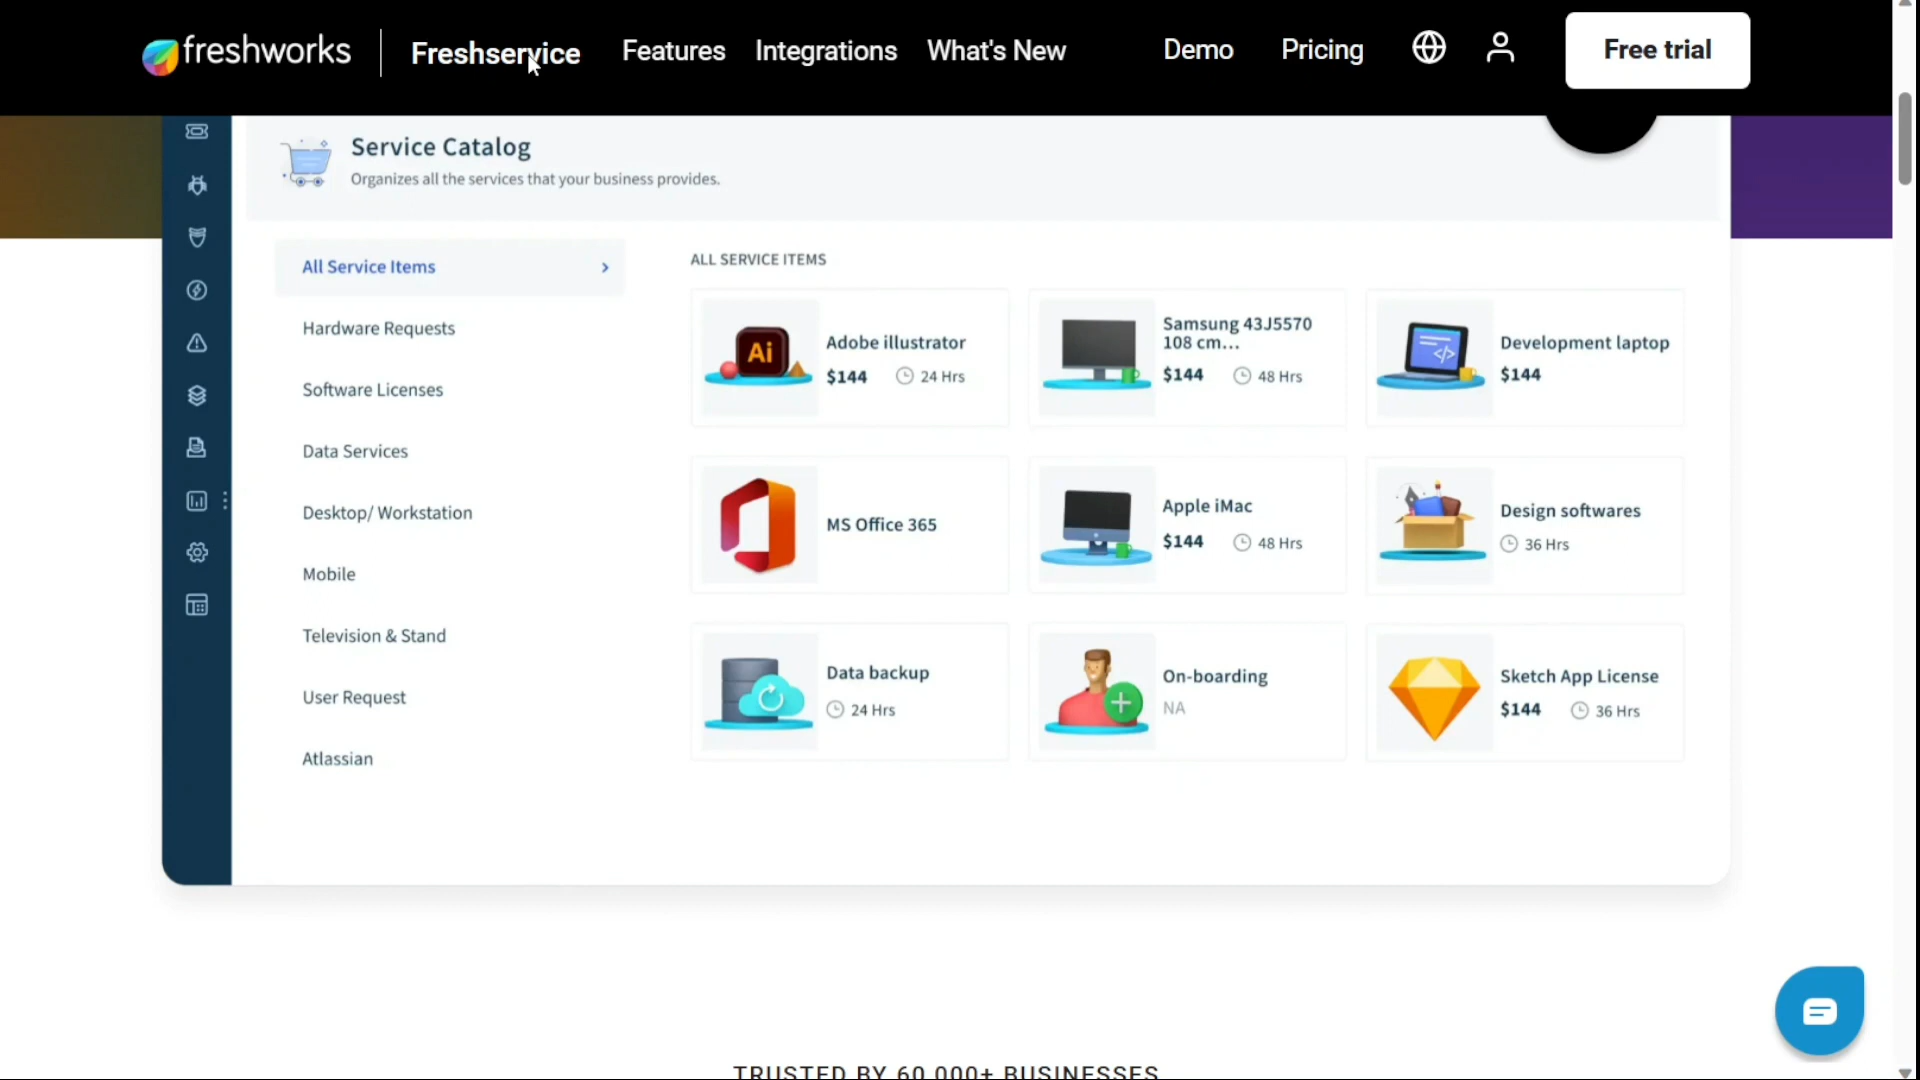 freshworks
Freshservice
Features
Integrations
What's New
Demo
Pricing
Free trial
Service Catalog
Organizes all the services that your business provides.
All Service Items
Hardware Requests
Software Licenses
Data Services
Desktop/ Workstation
Mobile
Television & Stand
User Request
Atlassian
ALL SERVICE ITEMS
Ai
Adobe illustrator
$144 24 Hrs
Samsung 43J5570
108 cm...
$144 48 Hrs
</>
Development laptop
$144
MS Office 365
Apple iMac
$144 48 Hrs
Design softwares
36 Hrs
Data backup
24 Hrs
On-boarding
NA
Sketch App License
$144 36 Hrs
TRUSTED BY 60,000+ BUSINESSES